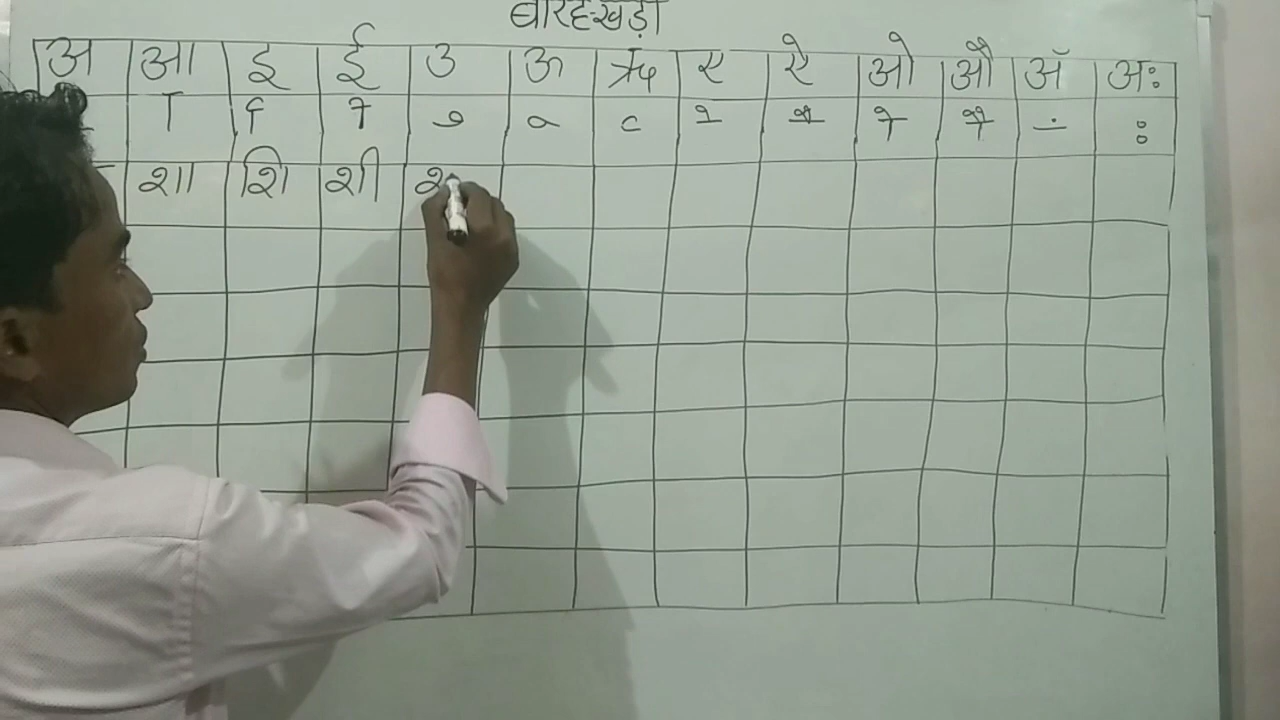 बारहखड़ी
अ आ इ ई उ ऊ ऋ ए ऐ ओ औ अं अः
ा ि ी ु ू ृ े ै ो ौ ं ः
शा शि शी श